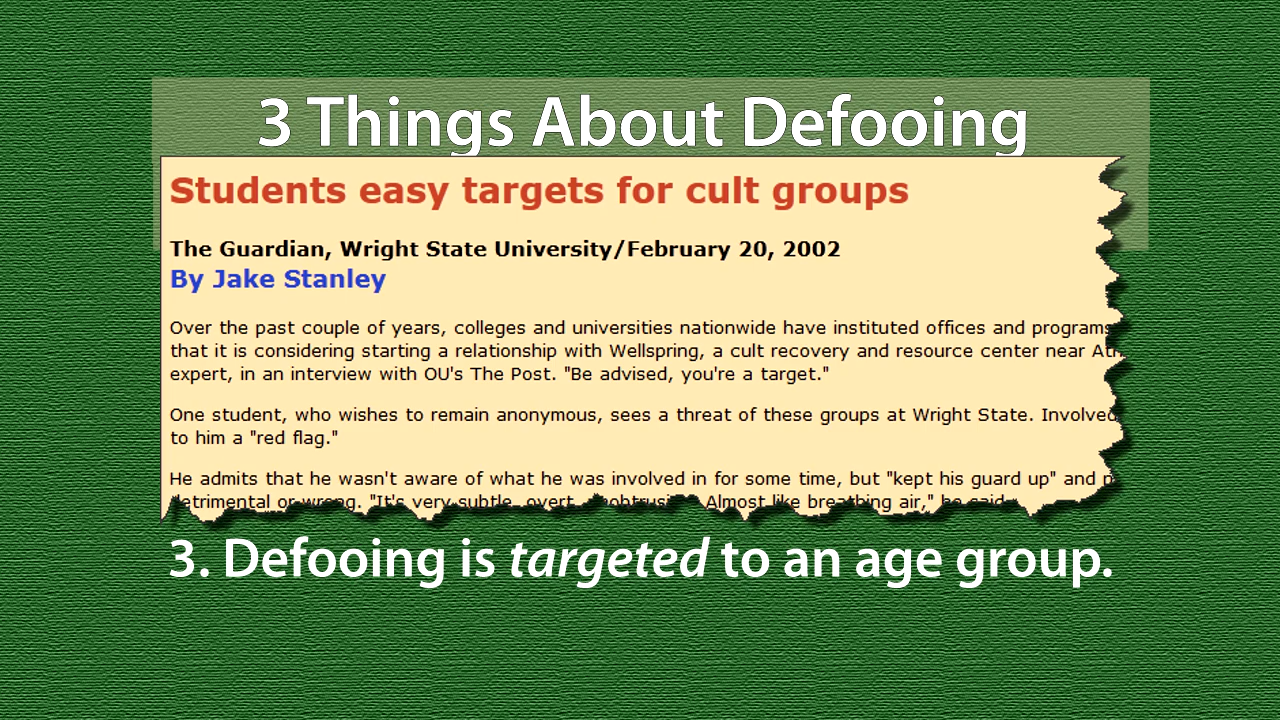 3 Things About Defooing
Students easy targets for cult groups
The Guardian, Wright State University/February 20, 2002
By Jake Stanley
Over the past couple of years, colleges and universities nationwide have instituted offices and programs
that it is considering starting a relationship with Wellspring, a cult recovery and resource center near
expert, in an interview with OU's The Post. "Be advised, you're a target."
One student, who wishes to remain anonymous, sees a threat of these groups at Wright State. Involved
to him a "red flag."
He admits that he wasn't aware of what he was involved in for some time, but "kept his guard up" and
detrimental or wrong. "It's very subtle, overt, Almost like breathing air," he said.
3. Defooing is targeted to an age group.